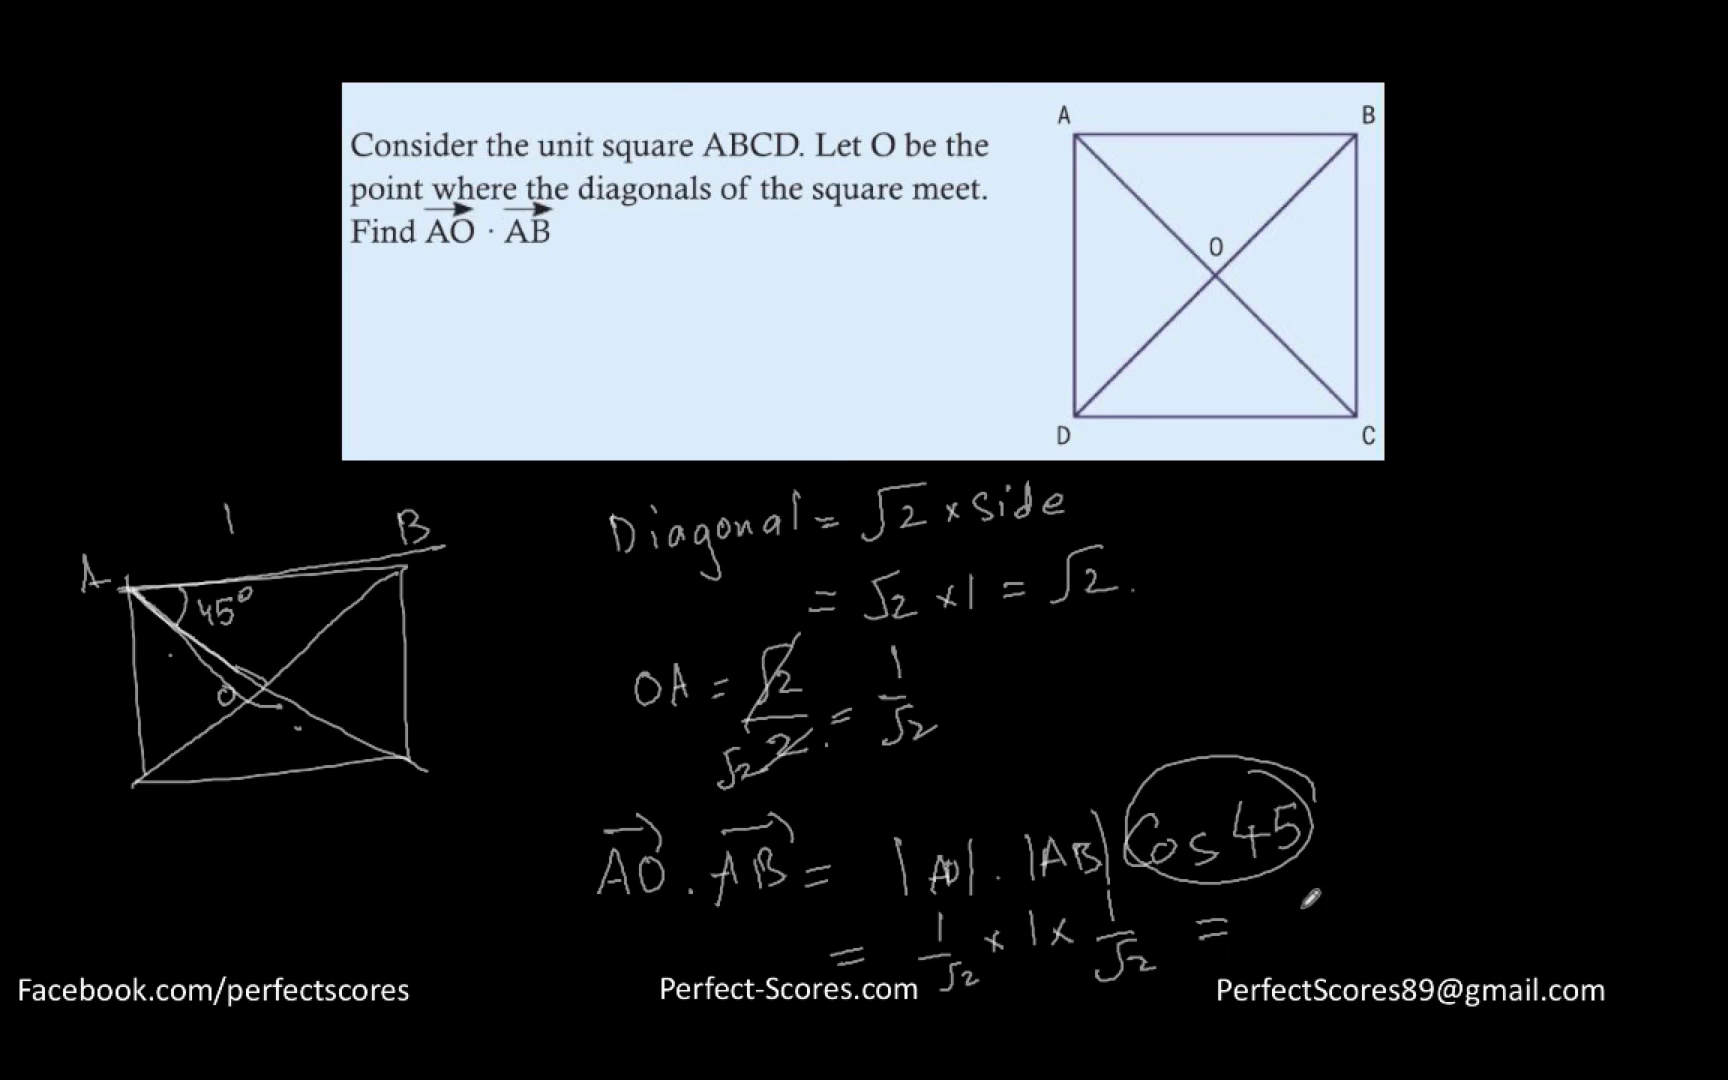 Consider the unit square ABCD. Let O be the
point where the diagonals of the square meet.
Find AO · AB
A
B
O
D
C
1
A
B
45°
O
Diagonal = √2 × side
= √2 × 1 = √2.
OA = √2/√2 2. = 1/√2
AO . AB = |AO| . |AB| Cos 45
= 1/√2 × 1 × 1/√2 =
Facebook.com/perfectscores
Perfect-Scores.com
PerfectScores89@gmail.com